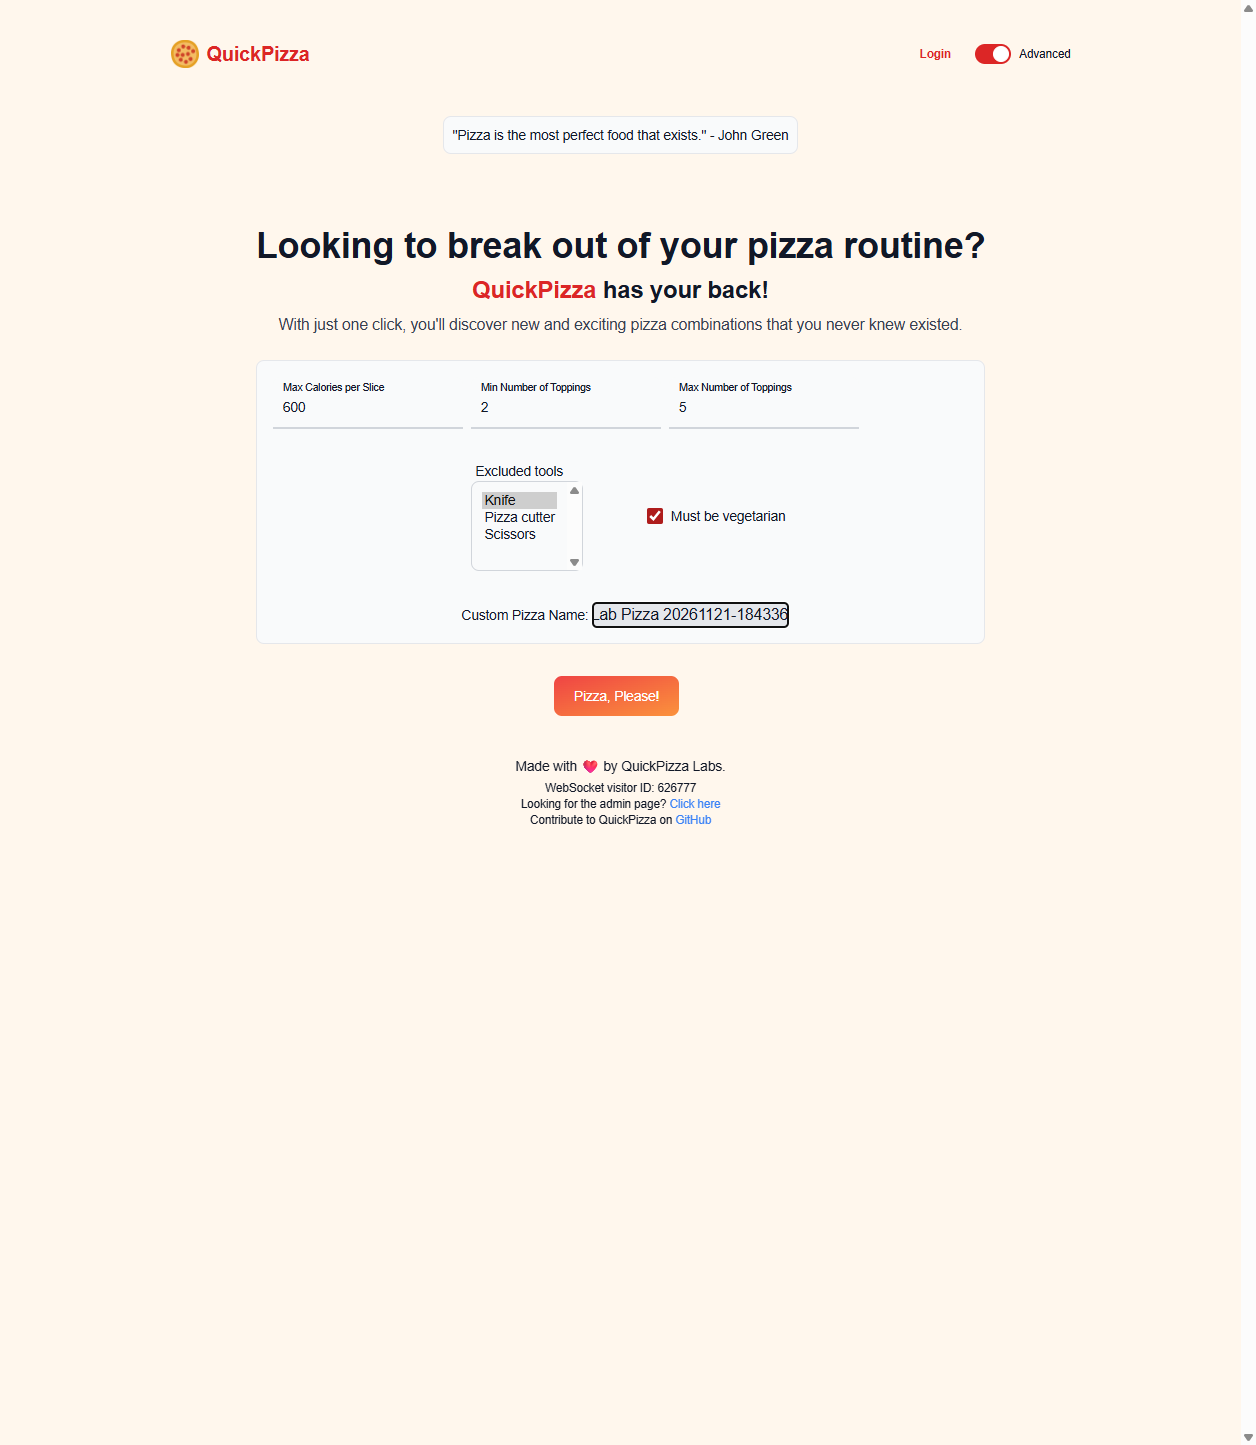 QuickPizza
Login
Advanced
"Pizza is the most perfect food that exists." - John Green
Looking to break out of your pizza routine?
QuickPizza has your back!
With just one click, you'll discover new and exciting pizza combinations that you never knew existed.
Max Calories per Slice
600
Min Number of Toppings
2
Max Number of Toppings
5
Excluded tools
Knife
Pizza cutter
Scissors
Must be vegetarian
Custom Pizza Name: Lab Pizza 20261121-184336
Pizza, Please!
Made with ❤️ by QuickPizza Labs.
WebSocket visitor ID: 626777
Looking for the admin page? Click here
Contribute to QuickPizza on GitHub